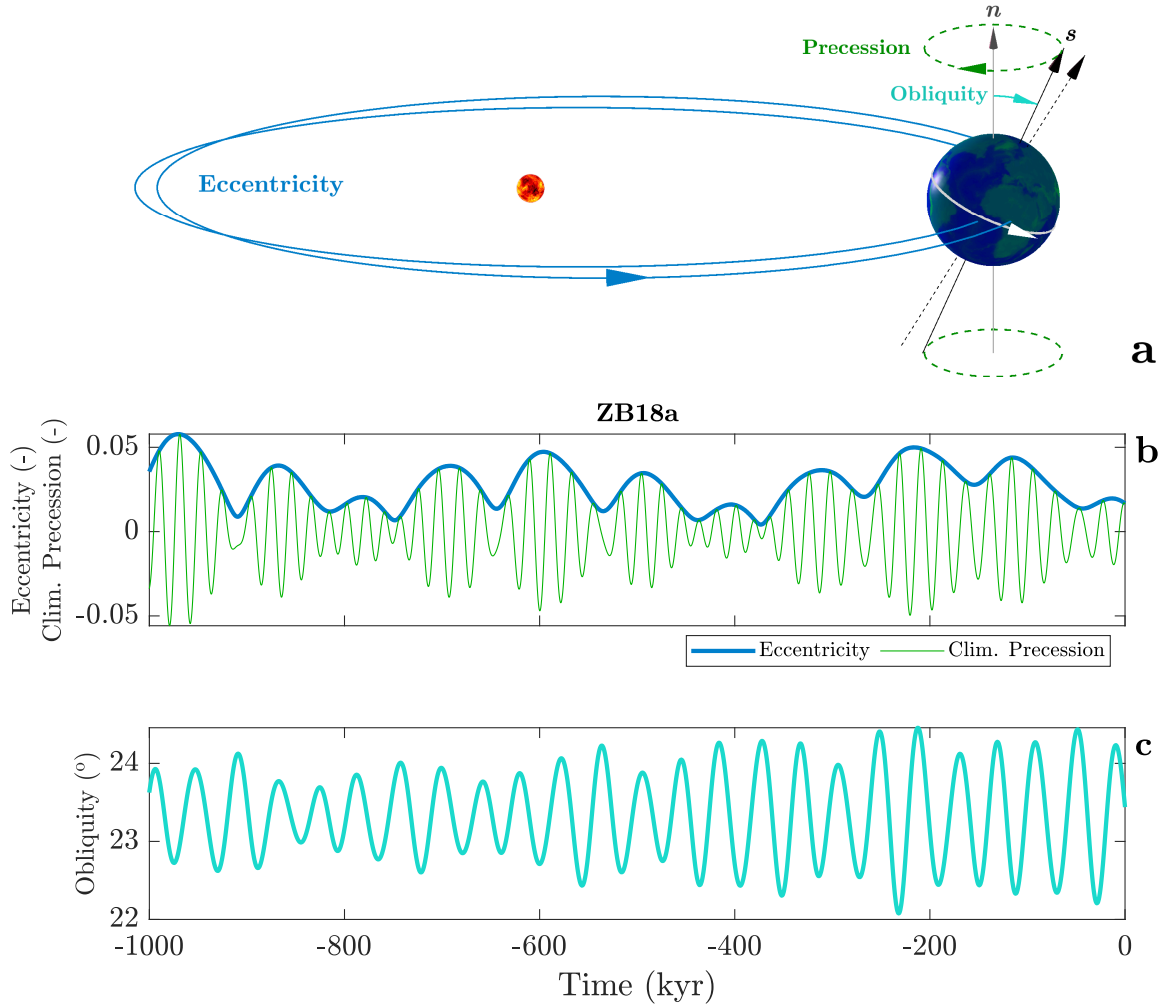 n
s
Precession
Obliquity
Eccentricity
a
ZB18a
b
Eccentricity (-)
Clim. Precession (-)
0.05
0
-0.05
Eccentricity
Clim. Precession
c
Obliquity (º)
24
23
22
-1000
-800
-600
-400
-200
0
Time (kyr)